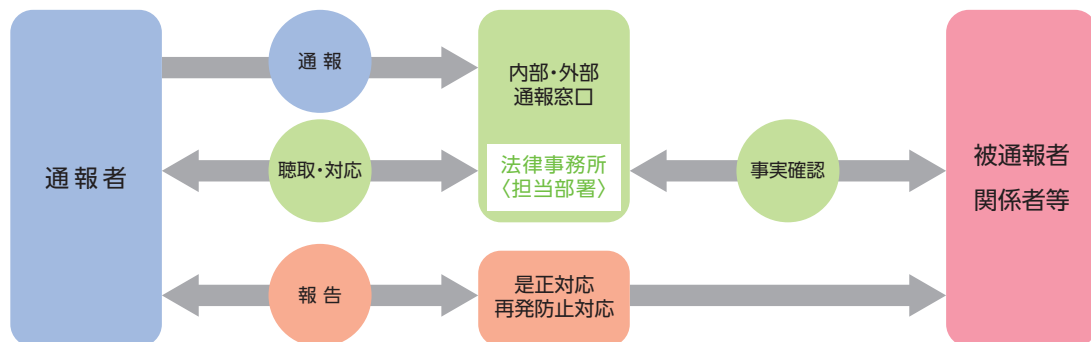 通報者
通報
内部・外部
通報窓口
聴取・対応
法律事務所
〈担当部署〉
事実確認
被通報者
関係者等
報告
是正対応
再発防止対応